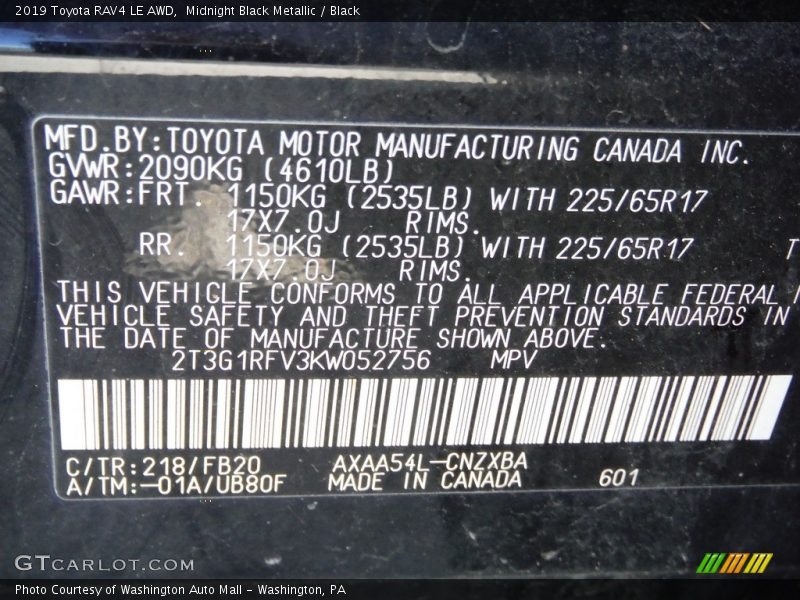 2019 Toyota RAV4 LE AWD,  Midnight Black Metallic / Black
MFD.BY:TOYOTA MOTOR MANUFACTURING CANADA INC.
GVWR:2090KG (4610LB)
GAWR:FRT. 1150KG (2535LB) WITH 225/65R17
17X7.0J RIMS.
RR. 1150KG (2535LB) WITH 225/65R17 T
17X7.0J RIMS.
THIS VEHICLE CONFORMS TO ALL APPLICABLE FEDERAL
VEHICLE SAFETY AND THEFT PREVENTION STANDARDS IN
THE DATE OF MANUFACTURE SHOWN ABOVE.
2T3G1RFV3KW052756 MPV
C/TR:218/FB20 AXAA54L-CNZXBA
A/TM:-01A/UB80F MADE IN CANADA 601
GTCARLOT.COM
Photo Courtesy of Washington Auto Mall - Washington, PA